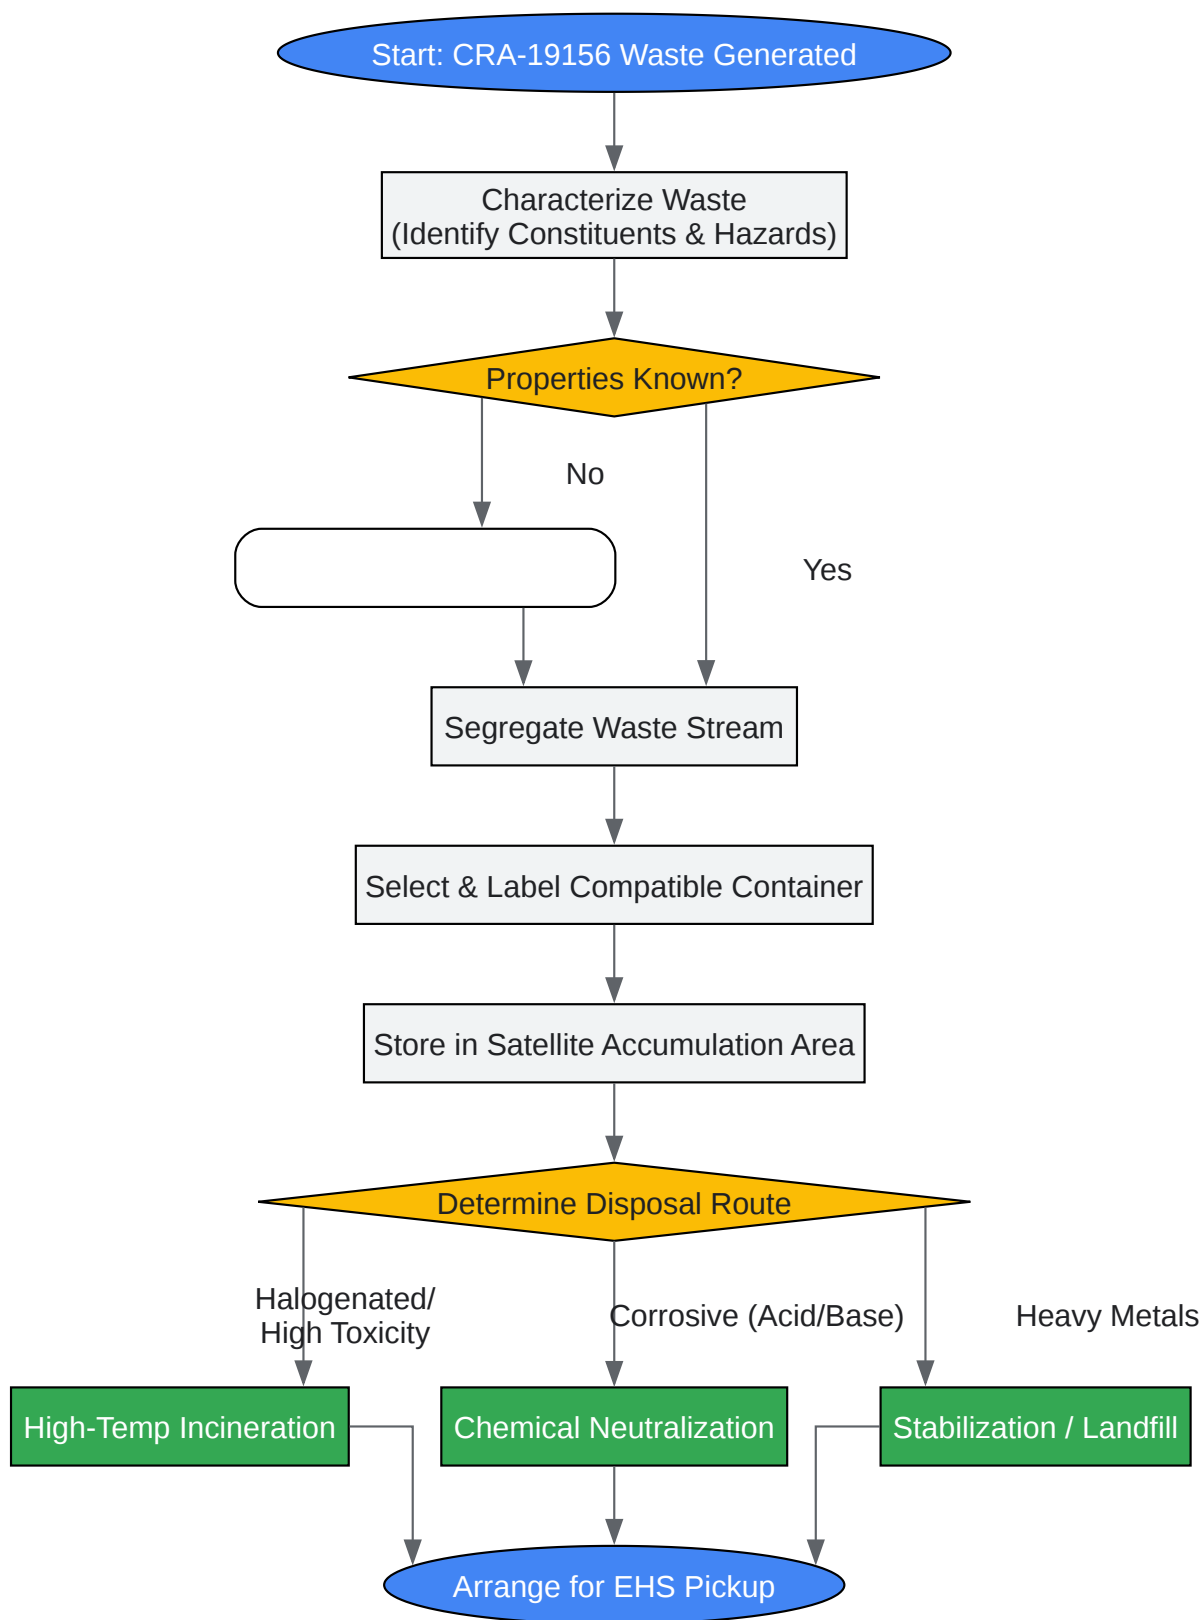 Start: CRA-19156 Waste Generated
Characterize Waste
(Identify Constituents & Hazards)
Properties Known?
No
Yes
Segregate Waste Stream
Select & Label Compatible Container
Store in Satellite Accumulation Area
Determine Disposal Route
Halogenated/
High Toxicity
Corrosive (Acid/Base)
Heavy Metals
High-Temp Incineration
Chemical Neutralization
Stabilization / Landfill
Arrange for EHS Pickup